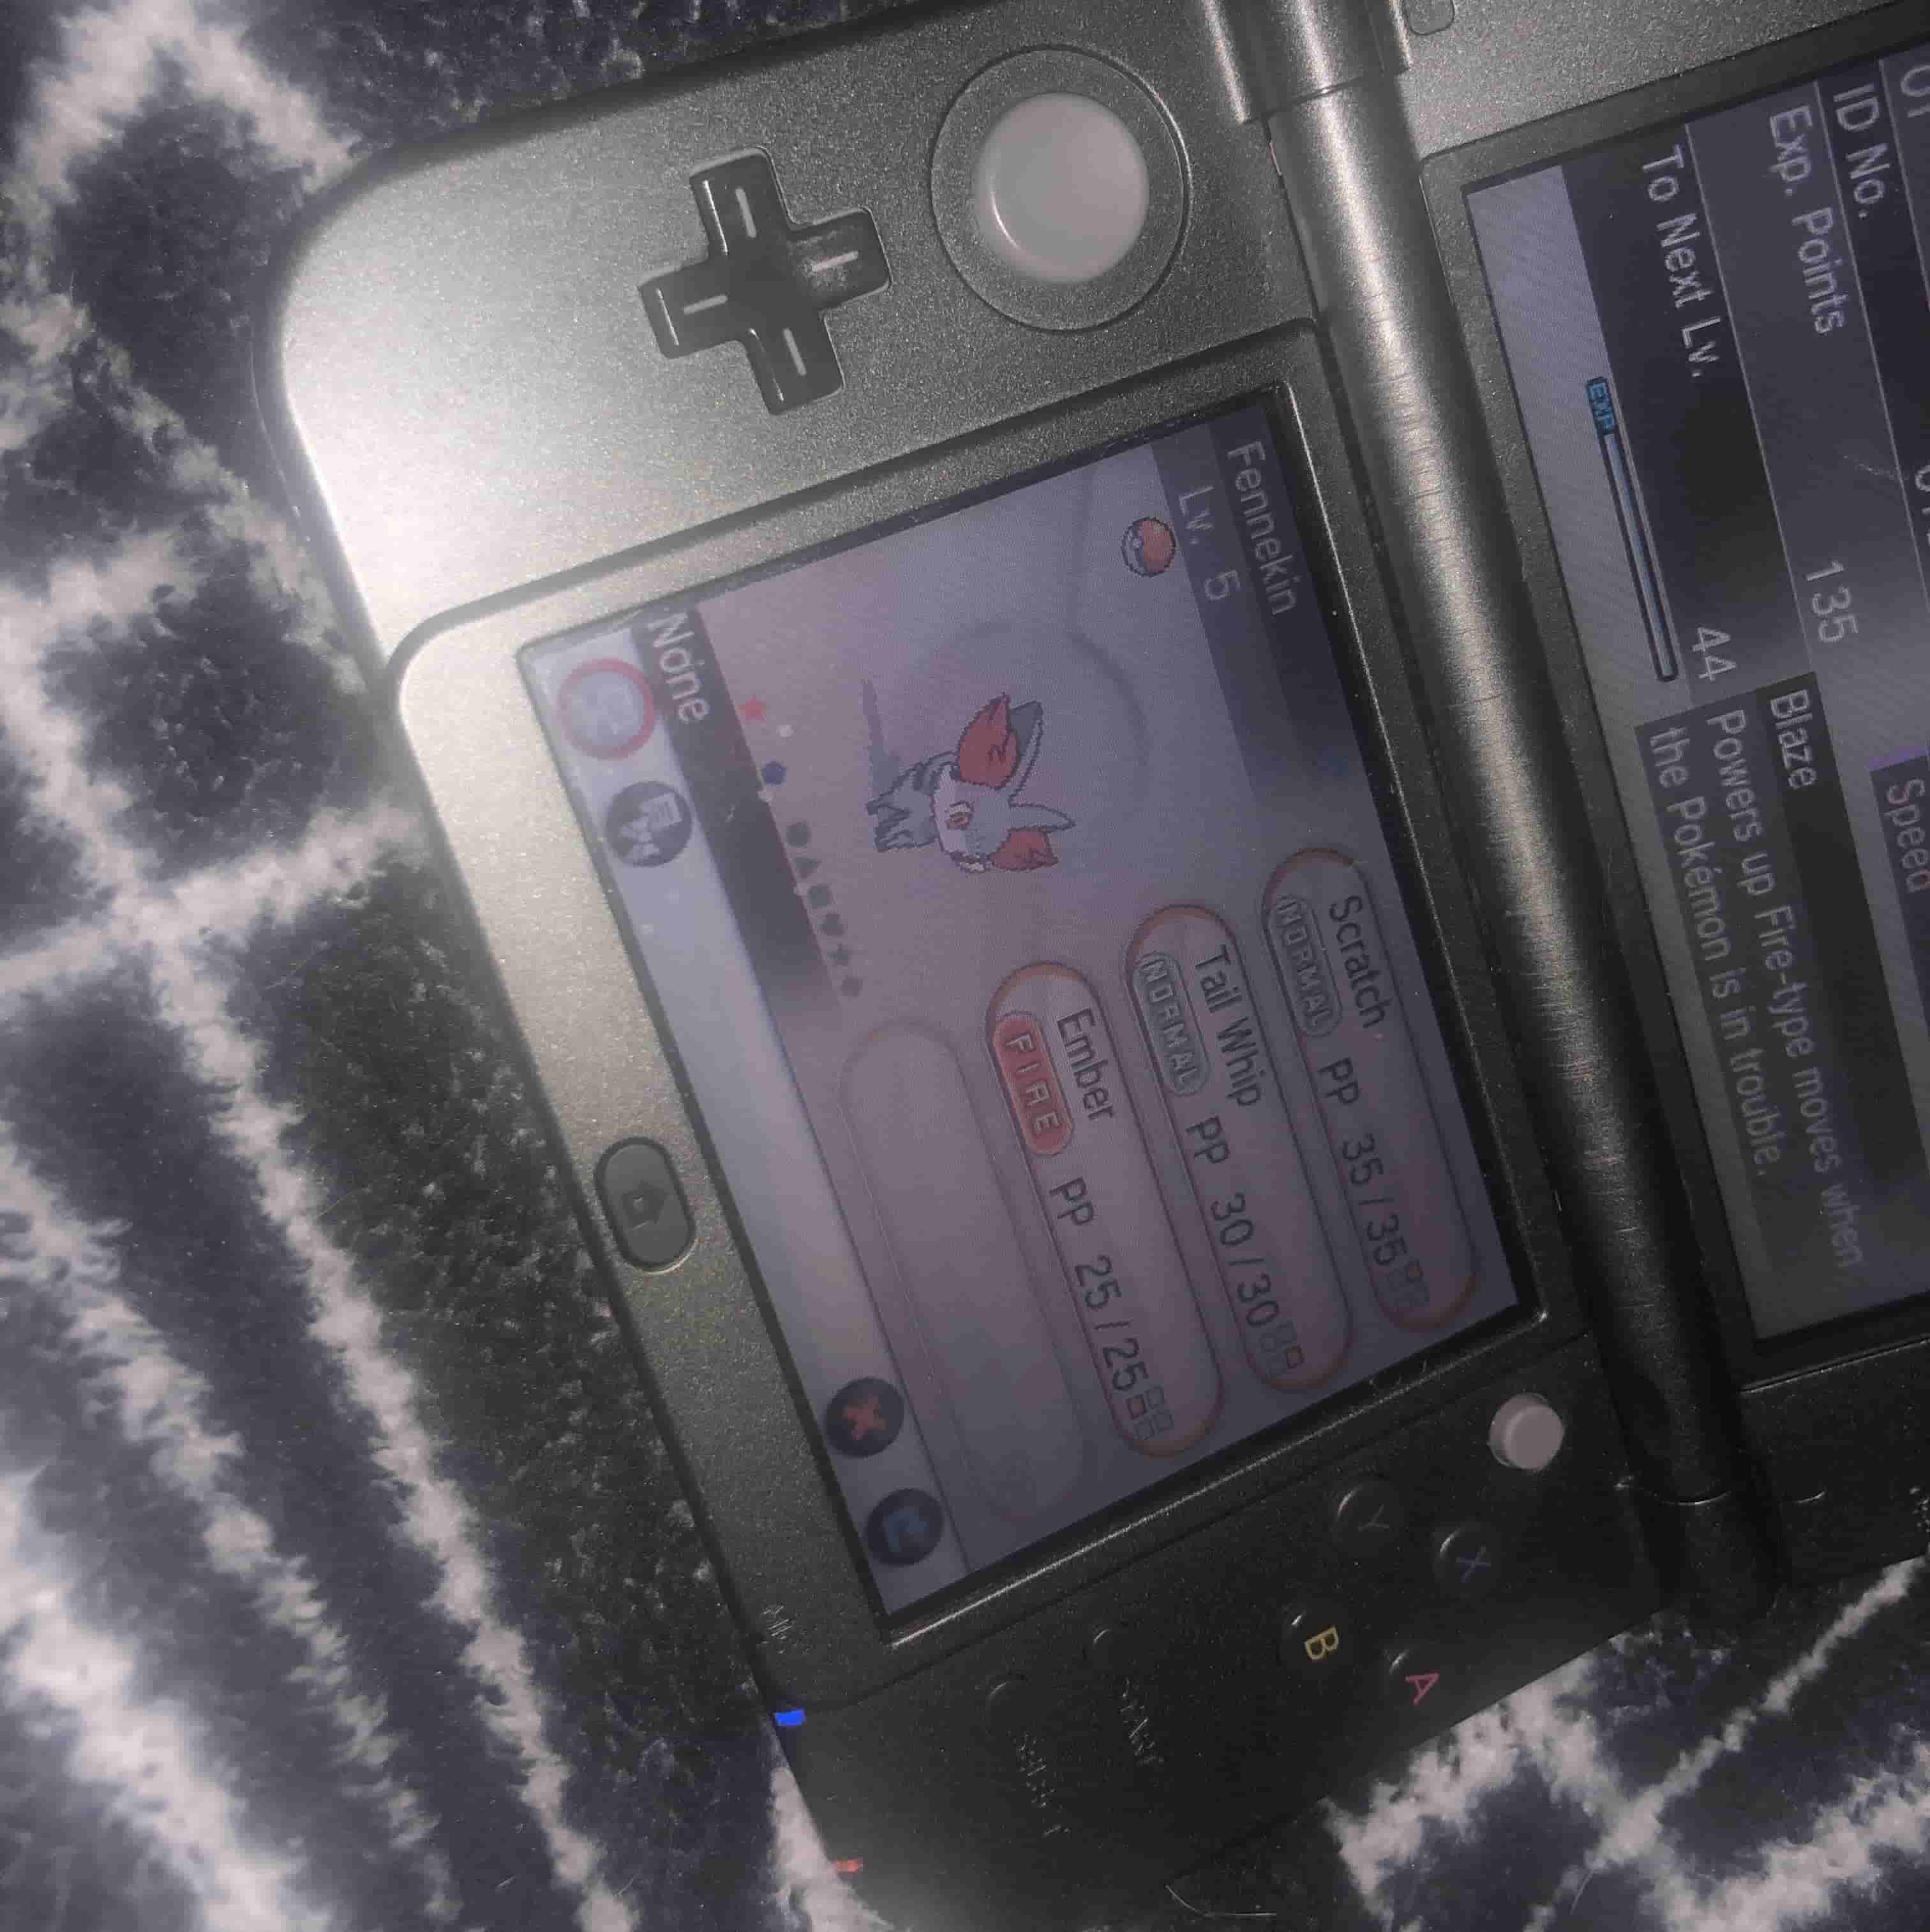 ID No.
Exp. Points 135
To Next Lv. 44
EXP
Speed
Blaze
Powers up Fire-type moves when
the Pokémon is in trouble.
Fennekin
Lv. 5
None
Scratch
NORMAL PP 35/35
Tail Whip
NORMAL PP 30/30
Ember
FIRE PP 25/25
X
Y
A
B
START
SELECT